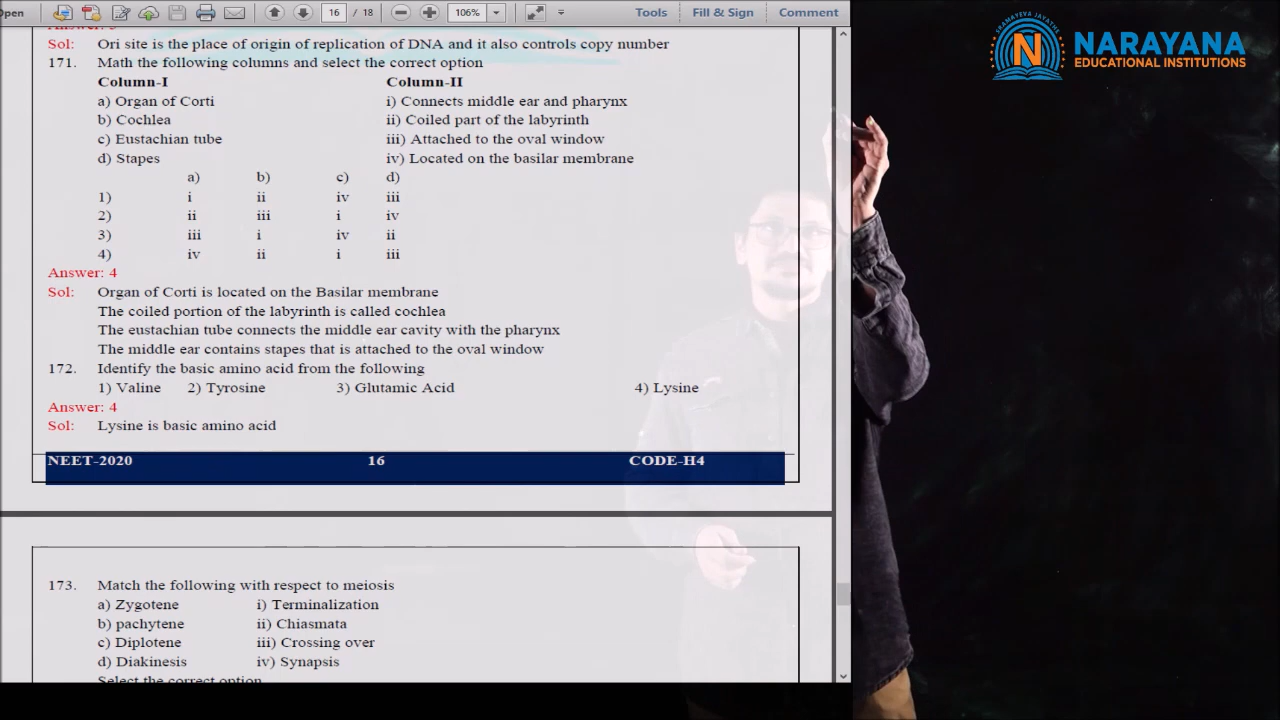 Open
16 / 18
106%
Tools
Fill & Sign
Comment
SRAMAYEVA JAYATHE
N
NARAYANA
EDUCATIONAL INSTITUTIONS
Sol: Ori site is the place of origin of replication of DNA and it also controls copy number
171. Math the following columns and select the correct option
Column-I Column-II
a) Organ of Corti i) Connects middle ear and pharynx
b) Cochlea ii) Coiled part of the labyrinth
c) Eustachian tube iii) Attached to the oval window
d) Stapes iv) Located on the basilar membrane
a) b) c) d)
1) i ii iv iii
2) ii iii i iv
3) iii i iv ii
4) iv ii i iii
Answer: 4
Sol: Organ of Corti is located on the Basilar membrane
The coiled portion of the labyrinth is called cochlea
The eustachian tube connects the middle ear cavity with the pharynx
The middle ear contains stapes that is attached to the oval window
172. Identify the basic amino acid from the following
1) Valine 2) Tyrosine 3) Glutamic Acid 4) Lysine
Answer: 4
Sol: Lysine is basic amino acid
NEET-2020 16 CODE-H4
173. Match the following with respect to meiosis
a) Zygotene i) Terminalization
b) pachytene ii) Chiasmata
c) Diplotene iii) Crossing over
d) Diakinesis iv) Synapsis
Select the correct option